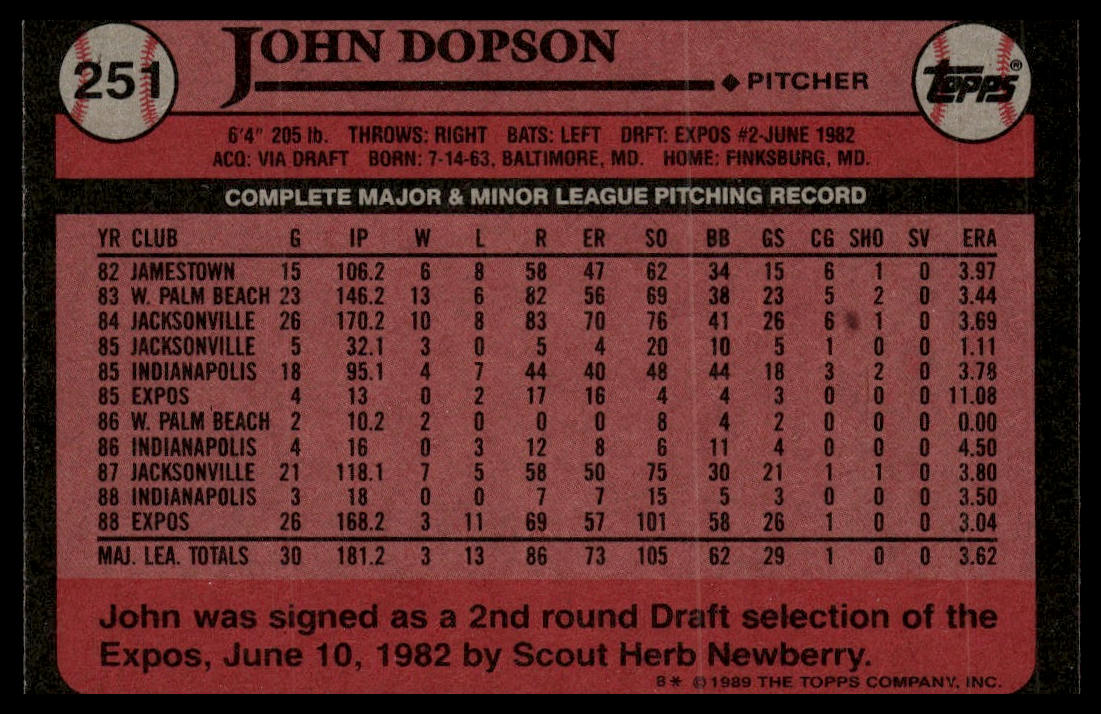 251
JOHN DOPSON
◆ PITCHER
TOPPS®
6'4" 205 lb. THROWS: RIGHT BATS: LEFT DRFT: EXPOS #2-JUNE 1982
ACQ: VIA DRAFT BORN: 7-14-63, BALTIMORE, MD. HOME: FINKSBURG, MD.
COMPLETE MAJOR & MINOR LEAGUE PITCHING RECORD
YR CLUB G IP W L R ER SO BB GS CG SHO SV ERA
82 JAMESTOWN 15 106.2 6 8 58 47 62 34 15 6 1 0 3.97
83 W. PALM BEACH 23 146.2 13 6 82 56 69 38 23 5 2 0 3.44
84 JACKSONVILLE 26 170.2 10 8 83 70 76 41 26 6 1 0 3.69
85 JACKSONVILLE 5 32.1 3 0 5 4 20 10 5 1 0 0 1.11
85 INDIANAPOLIS 18 95.1 4 7 44 40 48 44 18 3 2 0 3.78
85 EXPOS 4 13 0 2 17 16 4 4 3 0 0 0 11.08
86 W. PALM BEACH 2 10.2 2 0 0 0 8 4 2 0 0 0 0.00
86 INDIANAPOLIS 4 16 0 3 12 8 6 11 4 0 0 0 4.50
87 JACKSONVILLE 21 118.1 7 5 58 50 75 30 21 1 1 0 3.80
88 INDIANAPOLIS 3 18 0 0 7 7 15 5 3 0 0 0 3.50
88 EXPOS 26 168.2 3 11 69 57 101 58 26 1 0 0 3.04
MAJ. LEA. TOTALS 30 181.2 3 13 86 73 105 62 29 1 0 0 3.62
John was signed as a 2nd round Draft selection of the
Expos, June 10, 1982 by Scout Herb Newberry.
B* ©1989 THE TOPPS COMPANY, INC.